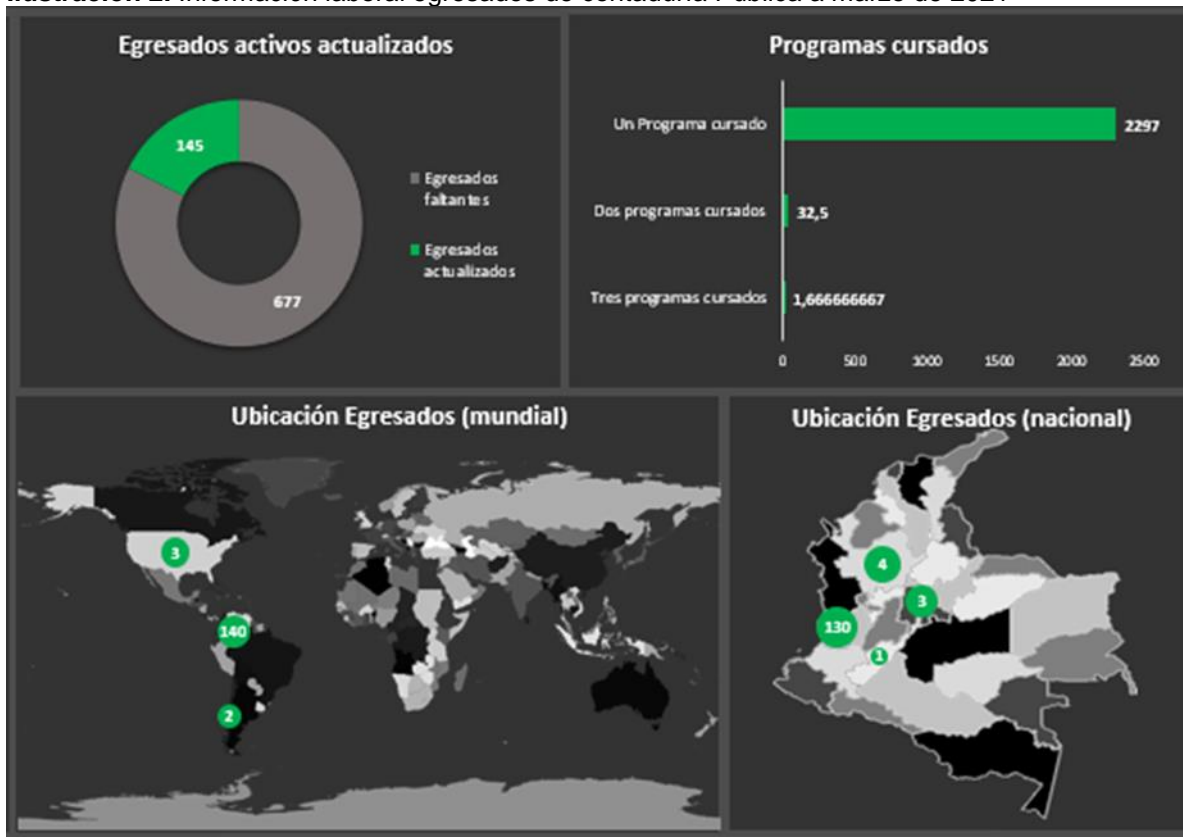 Ilustración 2. Información laboral egresados de contaduría Pública a marzo de 2021
Egresados activos actualizados
145
677
Egresados
faltantes
Egresados
actualizados
Programas cursados
Un Programa cursado
2297
Dos programas cursados
32,5
Tres programas cursados
1,666666667
0 500 1000 1500 2000 2500
Ubicación Egresados (mundial)
3
140
2
Ubicación Egresados (nacional)
4
3
130
1